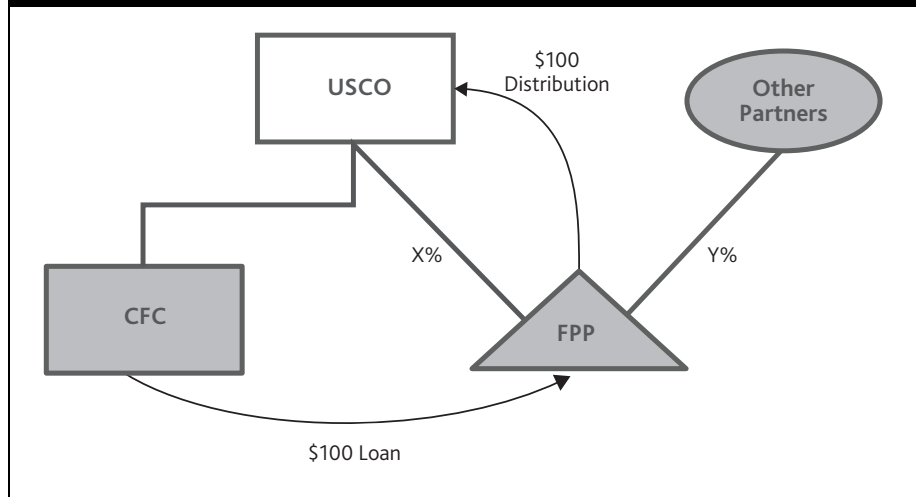 USCO
$100
Distribution
Other
Partners
X%
Y%
CFC
FPP
$100 Loan